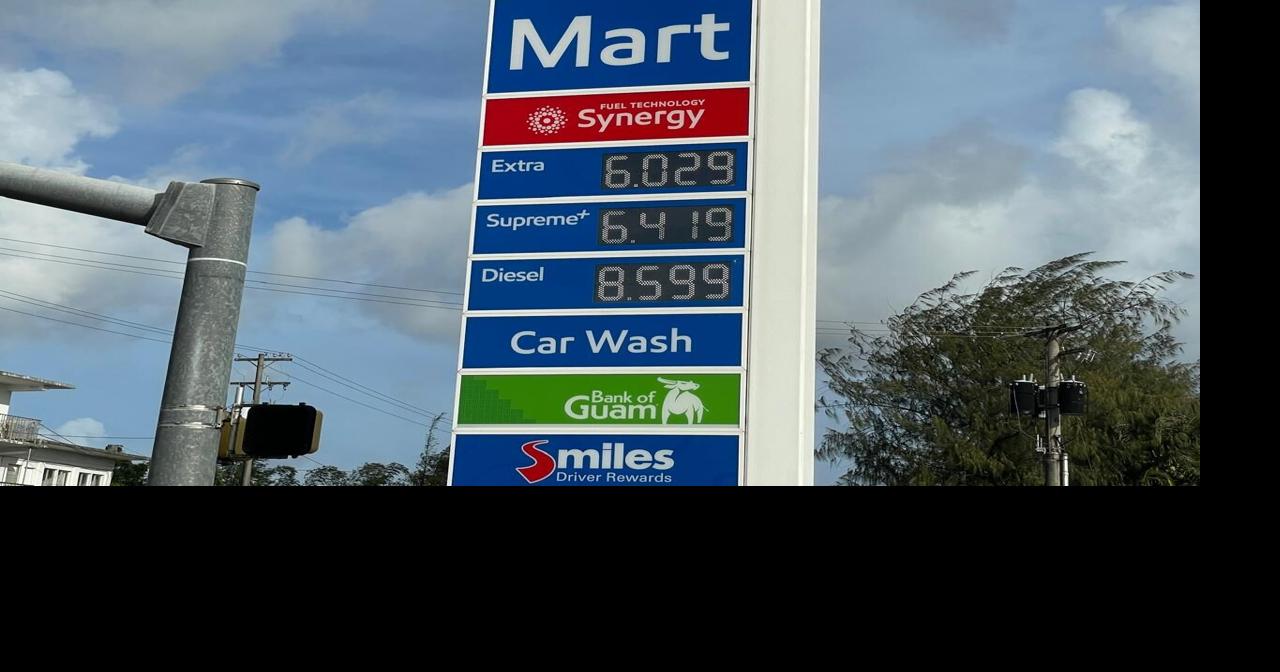 Mart
FUEL TECHNOLOGY
Synergy
Extra 6.029
Supreme+ 6.419
Diesel 8.599
Car Wash
Bank of
Guam
Smiles
Driver Rewards